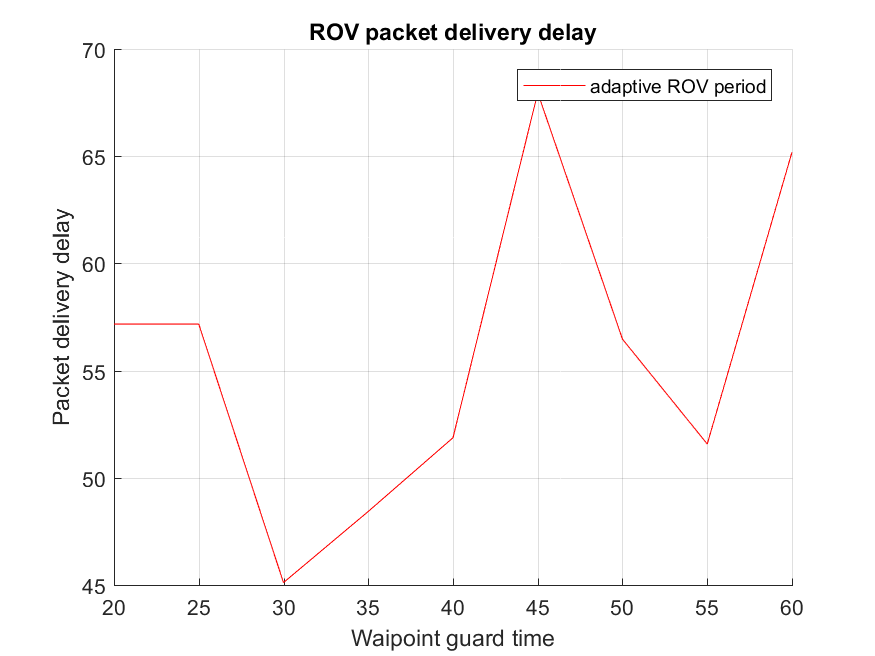 ROV packet delivery delay
adaptive ROV period
70
65
60
55
50
45
Packet delivery delay
20 25 30 35 40 45 50 55 60
Waipoint guard time